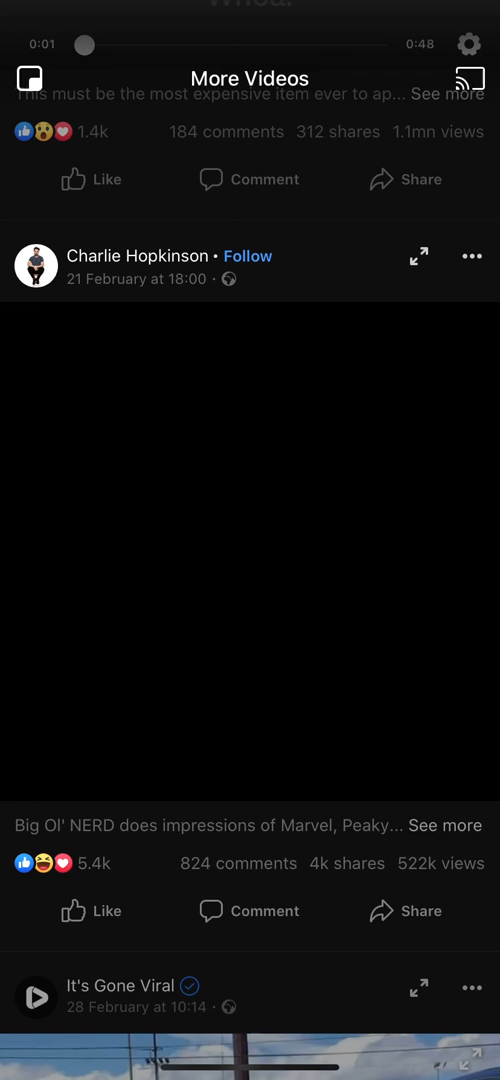 Whoa!
0:01 0:48
More Videos
This must be the most expensive item ever to ap... See more
1.4k 184 comments 312 shares 1.1mn views
Like Comment Share
Charlie Hopkinson • Follow
21 February at 18:00 ·
Big Ol' NERD does impressions of Marvel, Peaky... See more
5.4k 824 comments 4k shares 522k views
Like Comment Share
It's Gone Viral
28 February at 10:14 ·